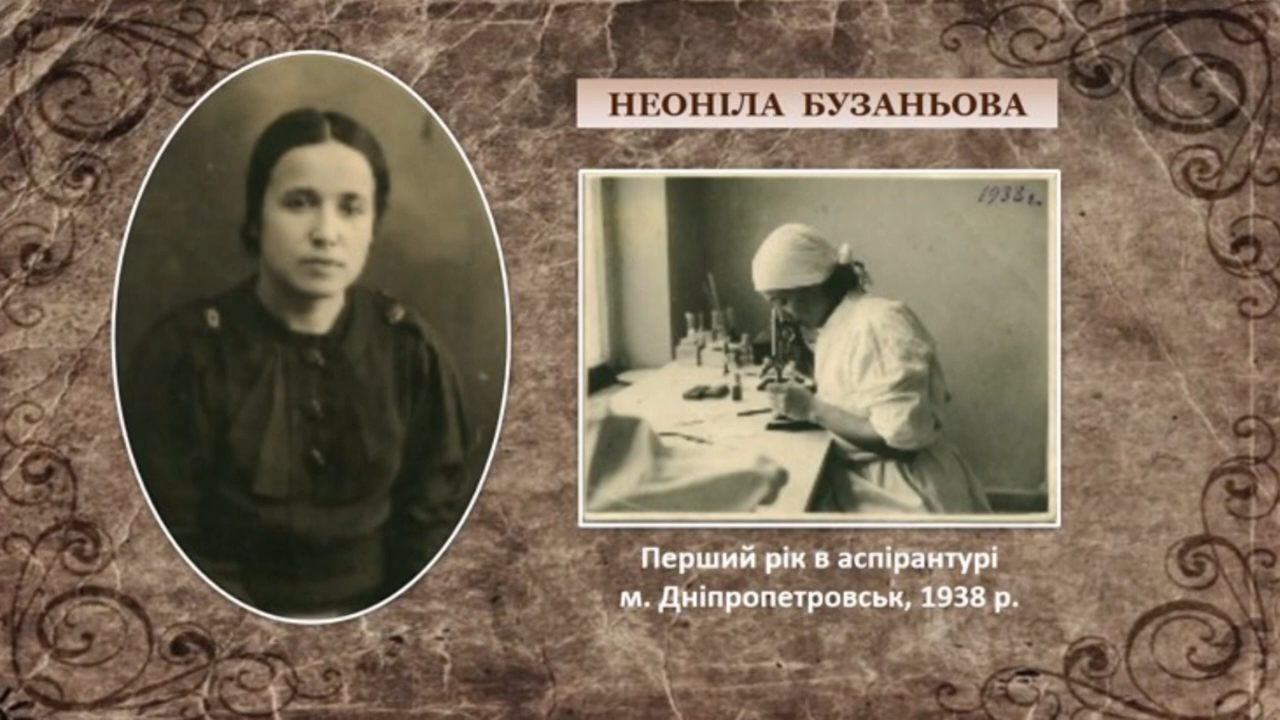 НЕОНІЛА БУЗАНЬОВА
1938 г.
Перший рік в аспірантурі
м. Дніпропетровськ, 1938 р.